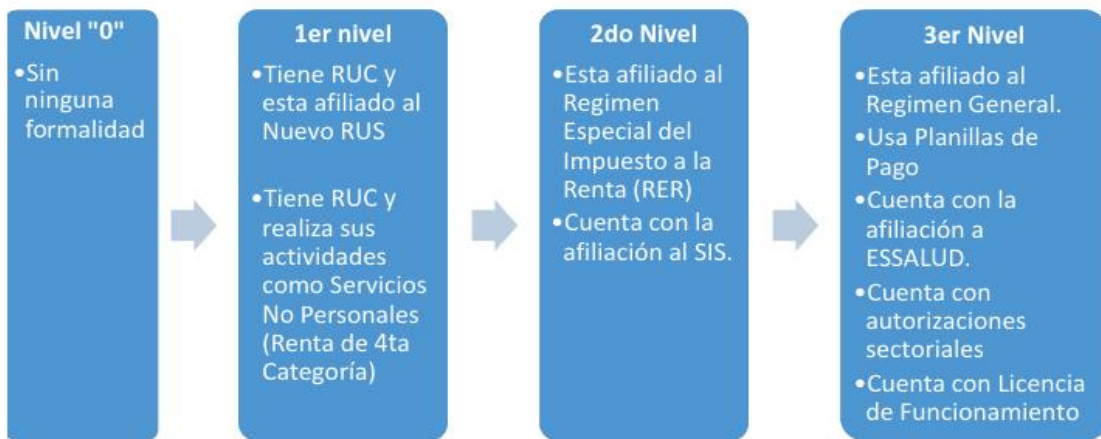 Nivel "0"
•Sin
ninguna
formalidad
1er nivel
•Tiene RUC y
esta afiliado al
Nuevo RUS
•Tiene RUC y
realiza sus
actividades
como Servicios
No Personales
(Renta de 4ta
Categoría)
2do Nivel
•Esta afiliado al
Regimen
Especial del
Impuesto a la
Renta (RER)
•Cuenta con la
afiliación al SIS.
3er Nivel
•Esta afiliado al
Regimen General.
•Usa Planillas de
Pago
•Cuenta con la
afiliación a
ESSALUD.
•Cuenta con
autorizaciones
sectoriales
•Cuenta con Licencia
de Funcionamiento